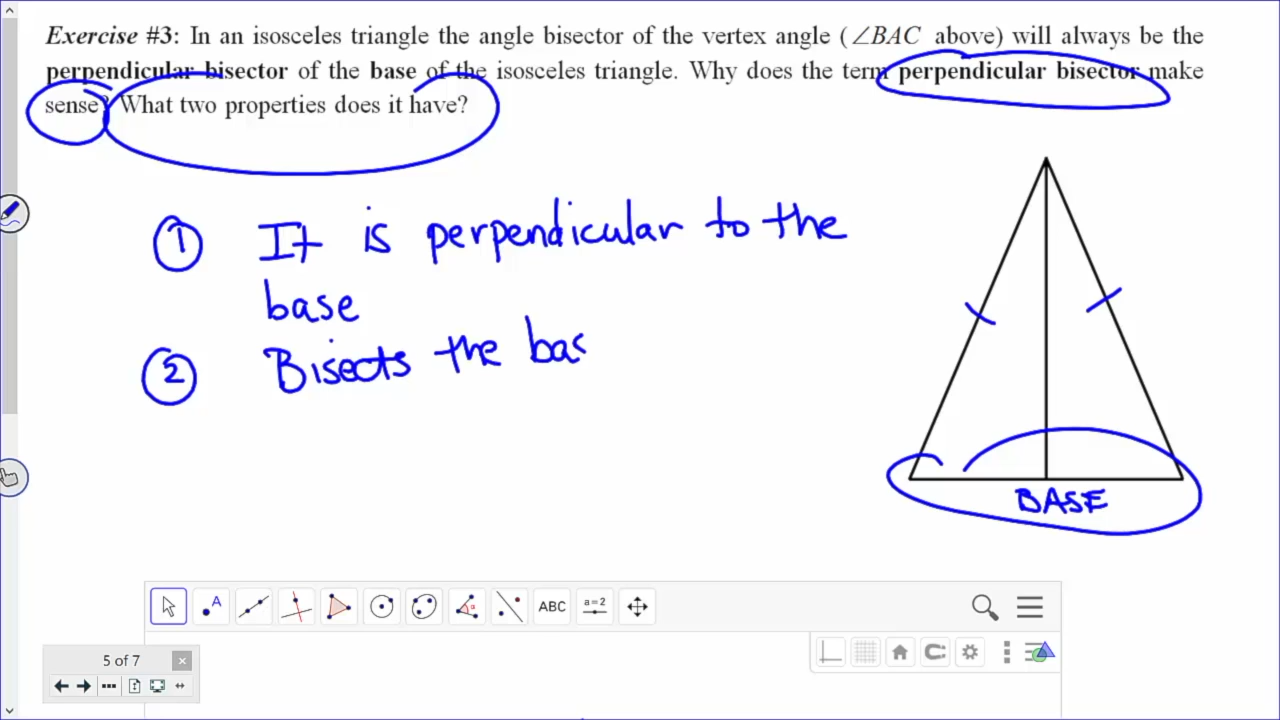 Exercise #3: In an isosceles triangle the angle bisector of the vertex angle (∠BAC above) will always be the
perpendicular bisector of the base of the isosceles triangle. Why does the term perpendicular bisector make
sense? What two properties does it have?
① It is perpendicular to the
base
② Bisects the bas
BASE
A
α
ABC
a=2
5 of 7